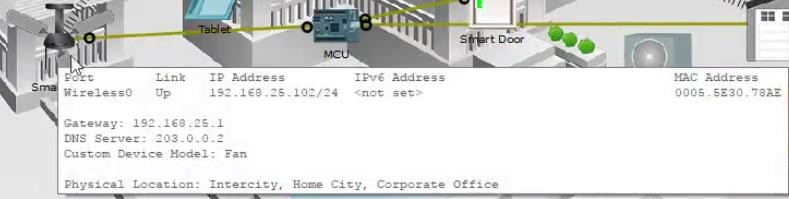 Tablet
MCU
Smart Door
Sma
Port Link IP Address IPv6 Address MAC Address
Wireless0 Up 192.168.25.102/24 <not set> 0005.5E30.78AE
Gateway: 192.168.25.1
DNS Server: 203.0.0.2
Custom Device Model: Fan
Physical Location: Intercity, Home City, Corporate Office